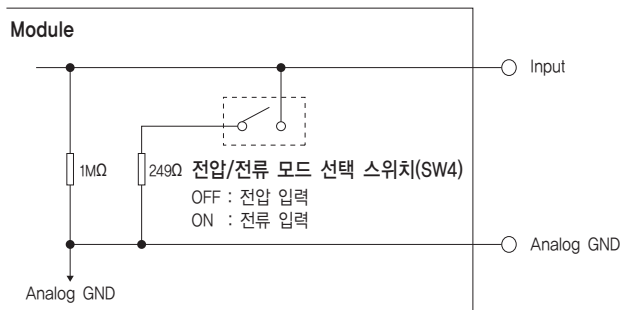 Module
Input
1MΩ
249Ω
전압/전류 모드 선택 스위치(SW4)
OFF : 전압 입력
ON : 전류 입력
Analog GND
Analog GND